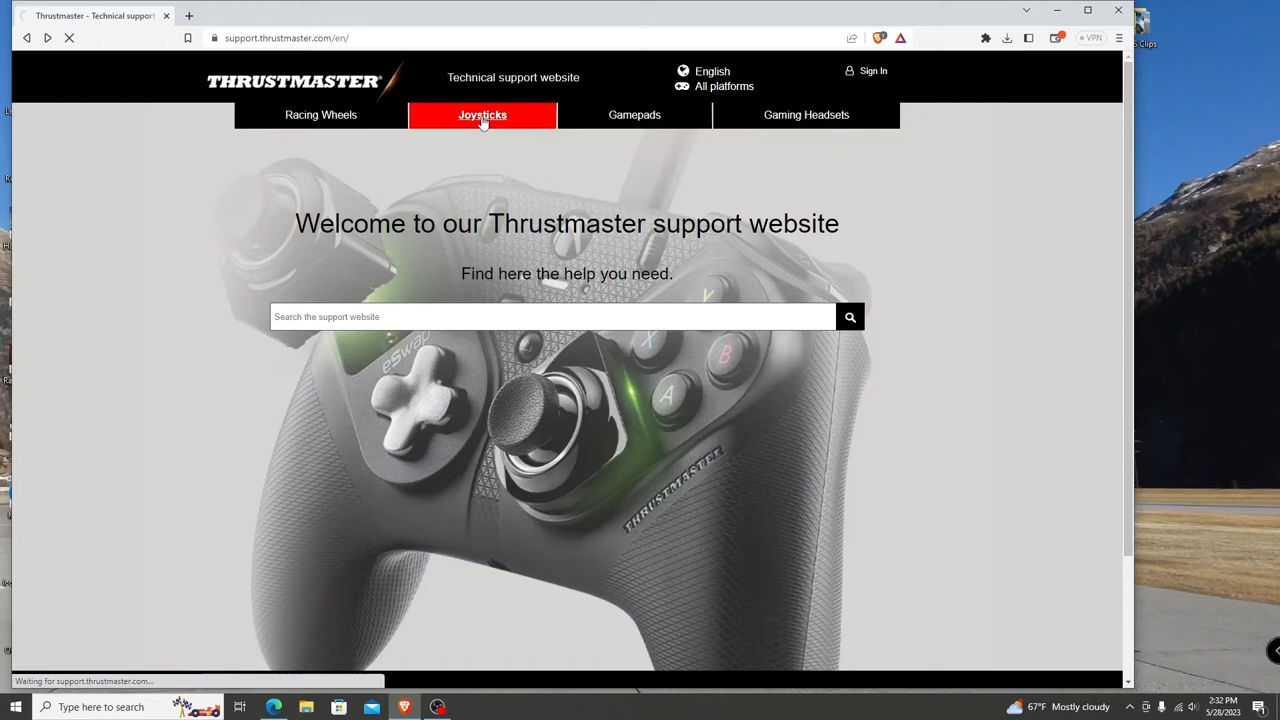 Thrustmaster - Technical support
support.thrustmaster.com/en/
VPN
Clips
THRUSTMASTER
Technical support website
English
All platforms
Sign In
Racing Wheels
Joysticks
Gamepads
Gaming Headsets
Welcome to our Thrustmaster support website
Find here the help you need.
Search the support website
eSwap
Y
X
B
A
THRUSTMASTER
Waiting for support.thrustmaster.com...
Type here to search
67°F Mostly cloudy
2:32 PM
5/28/2023